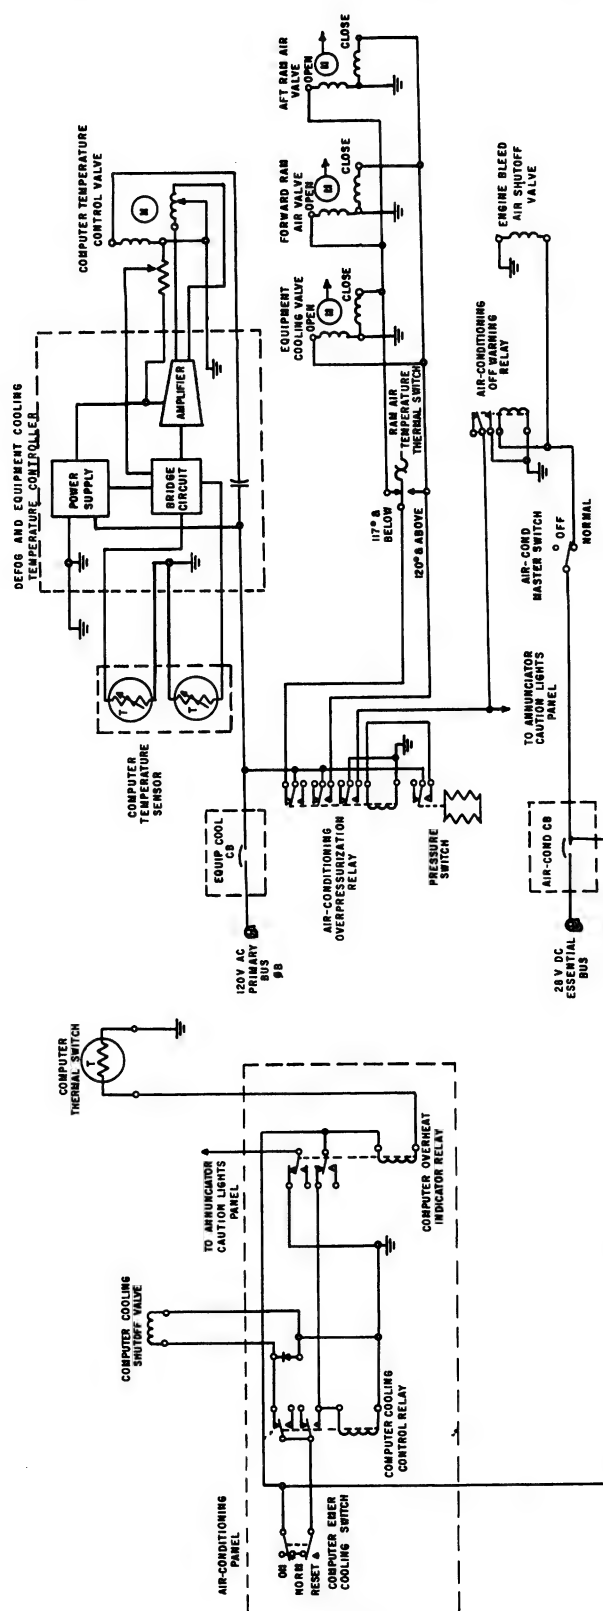 COMPUTER TEMPERATURE
CONTROL VALVE
M
DEFOG AND EQUIPMENT COOLING
TEMPERATURE CONTROLLER
POWER
SUPPLY
BRIDGE
CIRCUIT
AMPLIFIER
T
T
COMPUTER
TEMPERATURE
SENSOR
AFT RAM AIR
VALVE
OPEN
M
CLOSE
FORWARD RAM
AIR VALVE
OPEN
M
CLOSE
EQUIPMENT
COOLING VALVE
OPEN
M
CLOSE
RAM AIR
TEMPERATURE
THERMAL SWITCH
117° &
BELOW
120° & ABOVE
ENGINE BLEED
AIR SHUTOFF
VALVE
AIR-CONDITIONING
OFF WARNING
RELAY
AIR-COND
MASTER SWITCH
OFF
NORMAL
TO ANNUNCIATOR
CAUTION LIGHTS
PANEL
EQUIP COOL
CB
120V AC
PRIMARY
BUS
ØB
AIR-CONDITIONING
OVERPRESSURIZATION
RELAY
PRESSURE
SWITCH
AIR-COND CB
28V DC
ESSENTIAL
BUS
COMPUTER
THERMAL SWITCH
T
TO ANNUNCIATOR
CAUTION LIGHTS
PANEL
COMPUTER OVERHEAT
INDICATOR RELAY
COMPUTER COOLING
SHUTOFF VALVE
COMPUTER COOLING
CONTROL RELAY
AIR-CONDITIONING
PANEL
ON
NORM
RESET
COMPUTER EMER
COOLING SWITCH